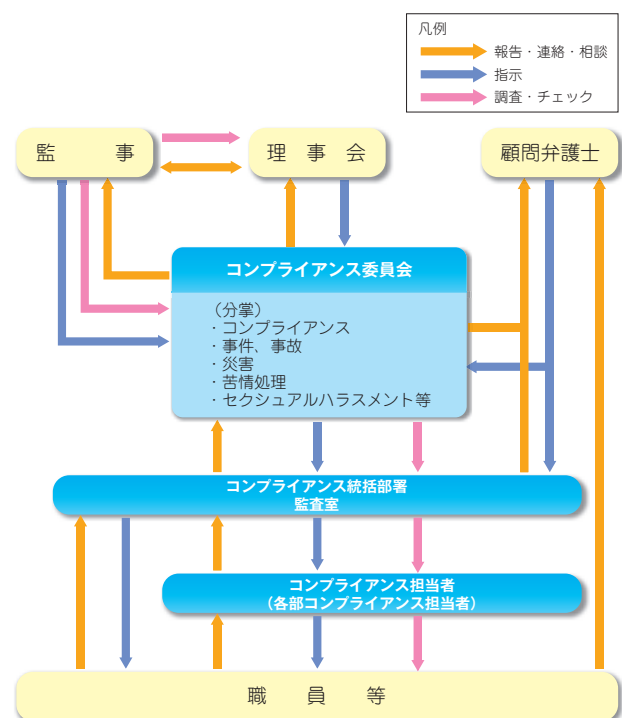 凡例
報告・連絡・相談
指示
調査・チェック
監　事
理　事　会
顧問弁護士
コンプライアンス委員会
（分掌）
・コンプライアンス
・事件、事故
・災害
・苦情処理
・セクシュアルハラスメント等
コンプライアンス統括部署
監査室
コンプライアンス担当者
（各部コンプライアンス担当者）
職　員　等